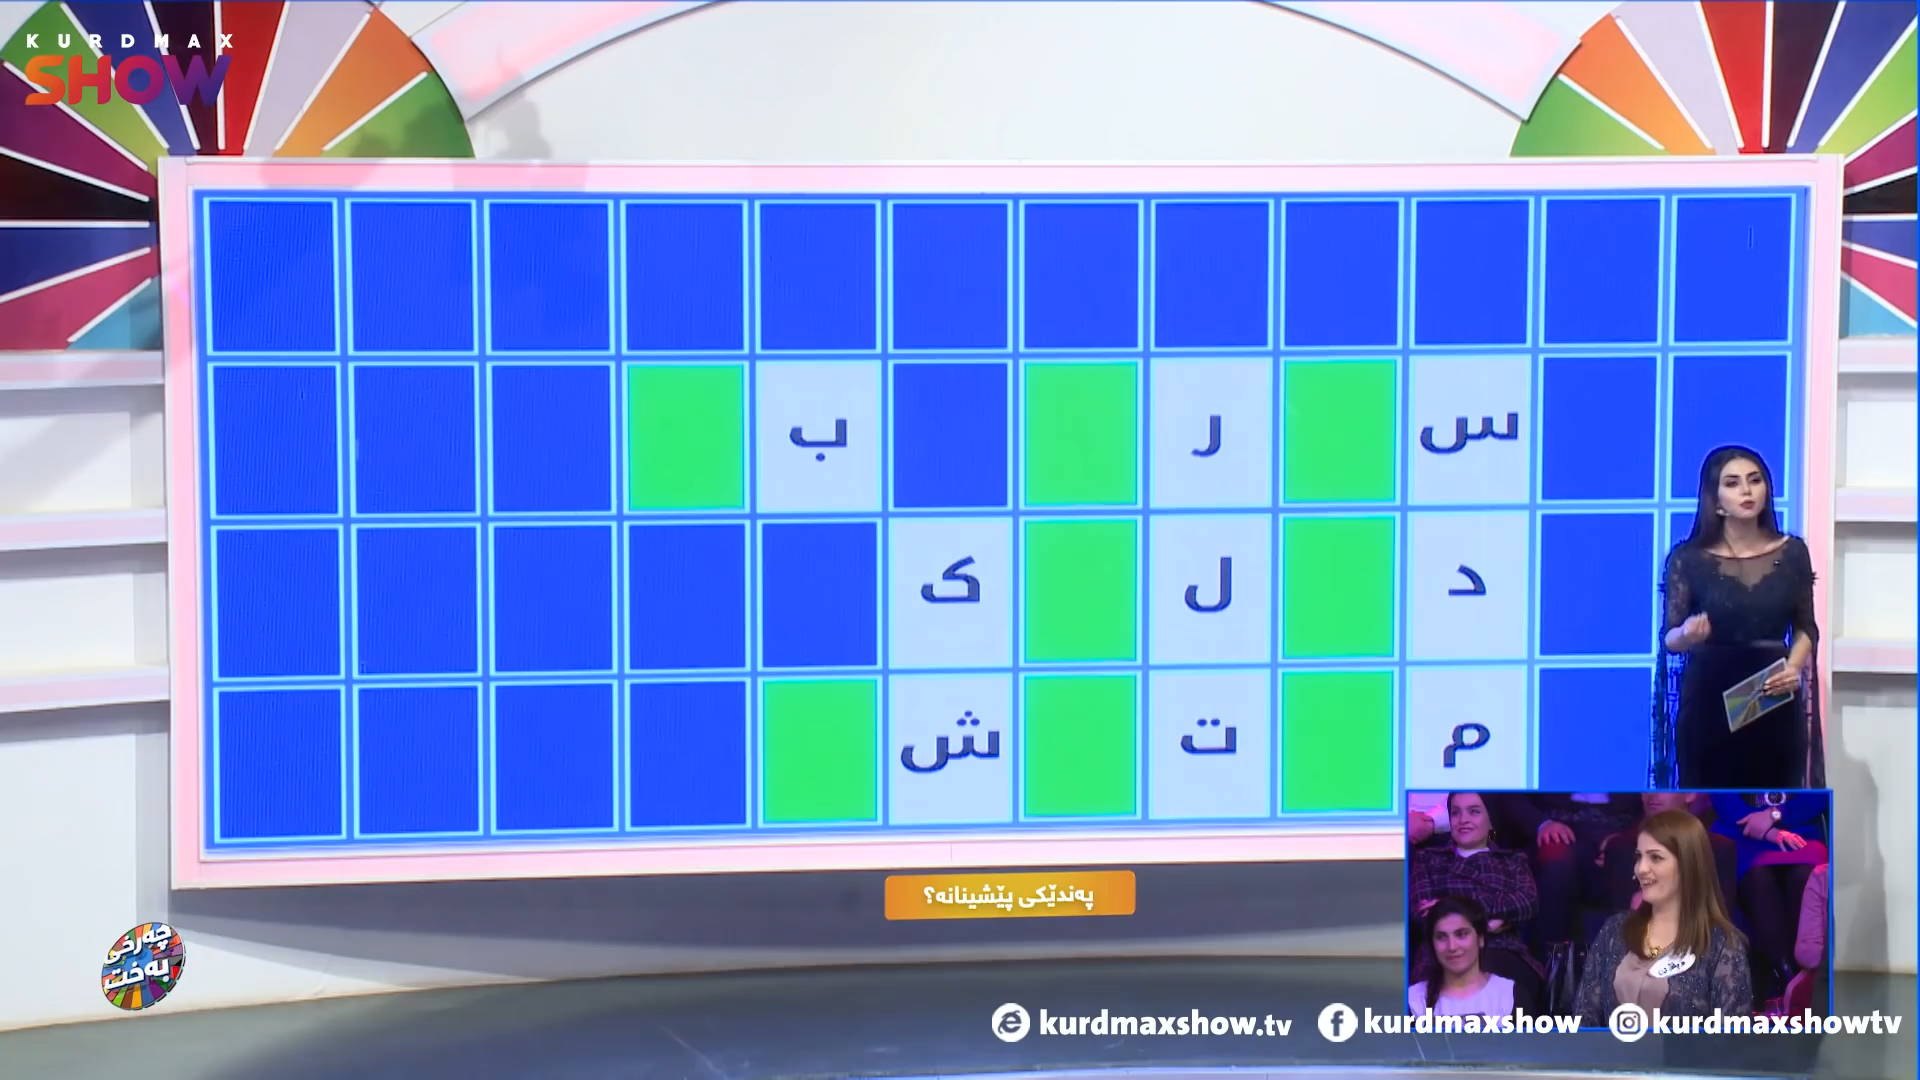 KURDMAX
SHOW
س ر ب
د ل ک
م ت ش
پەندێکی پێشینانە؟
چەرخی
بەخت
kurdmaxshow.tv kurdmaxshow kurdmaxshowtv